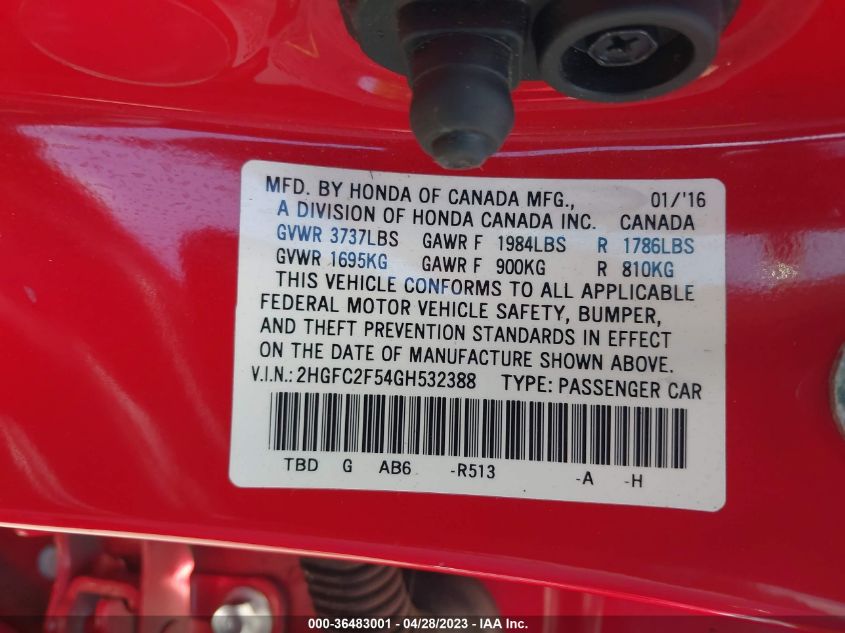 MFD. BY HONDA OF CANADA MFG., 01/'16
A DIVISION OF HONDA CANADA INC. CANADA
GVWR 3737LBS GAWR F 1984LBS R 1786LBS
GVWR 1695KG GAWR F 900KG R 810KG
THIS VEHICLE CONFORMS TO ALL APPLICABLE
FEDERAL MOTOR VEHICLE SAFETY, BUMPER,
AND THEFT PREVENTION STANDARDS IN EFFECT
ON THE DATE OF MANUFACTURE SHOWN ABOVE.
V.I.N.: 2HGFC2F54GH532388 TYPE: PASSENGER CAR
TBD G AB6 -R513 -A -H
000-36483001 - 04/28/2023 - IAA Inc.